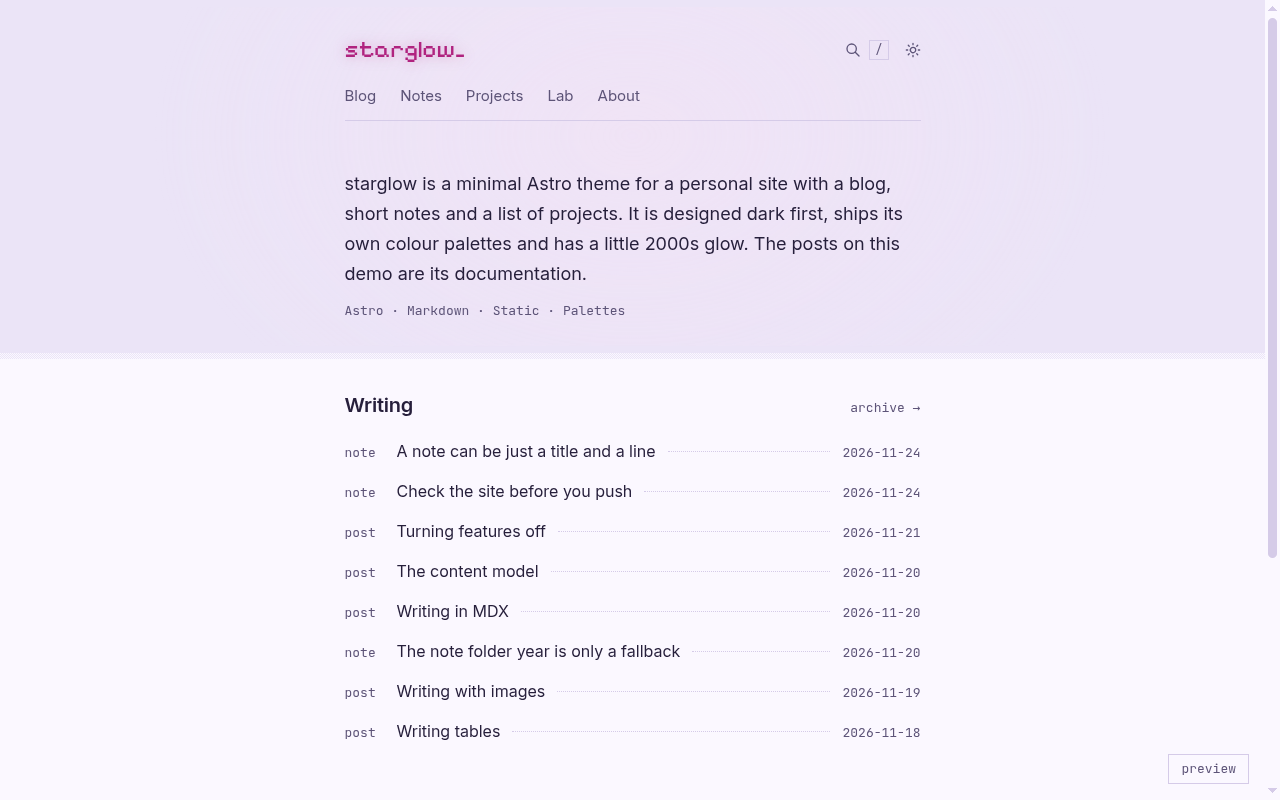 starglow_
/
Blog Notes Projects Lab About
starglow is a minimal Astro theme for a personal site with a blog,
short notes and a list of projects. It is designed dark first, ships its
own colour palettes and has a little 2000s glow. The posts on this
demo are its documentation.
Astro · Markdown · Static · Palettes
Writing archive →
note A note can be just a title and a line 2026-11-24
note Check the site before you push 2026-11-24
post Turning features off 2026-11-21
post The content model 2026-11-20
post Writing in MDX 2026-11-20
note The note folder year is only a fallback 2026-11-20
post Writing with images 2026-11-19
post Writing tables 2026-11-18
preview